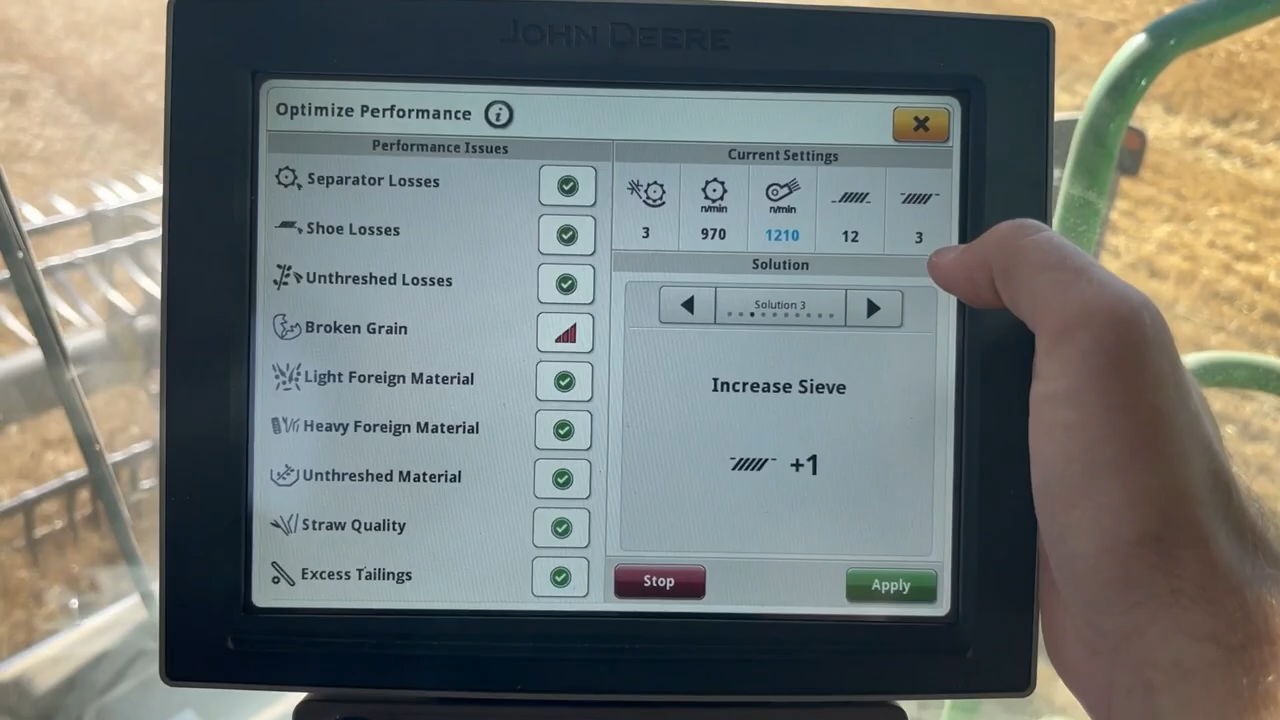 JOHN DEERE
Optimize Performance
Performance Issues
Separator Losses
Shoe Losses
Unthreshed Losses
Broken Grain
Light Foreign Material
Heavy Foreign Material
Unthreshed Material
Straw Quality
Excess Tailings
Current Settings
n/min n/min
3 970 1210 12 3
Solution
Solution 3
Increase Sieve
+1
Stop
Apply